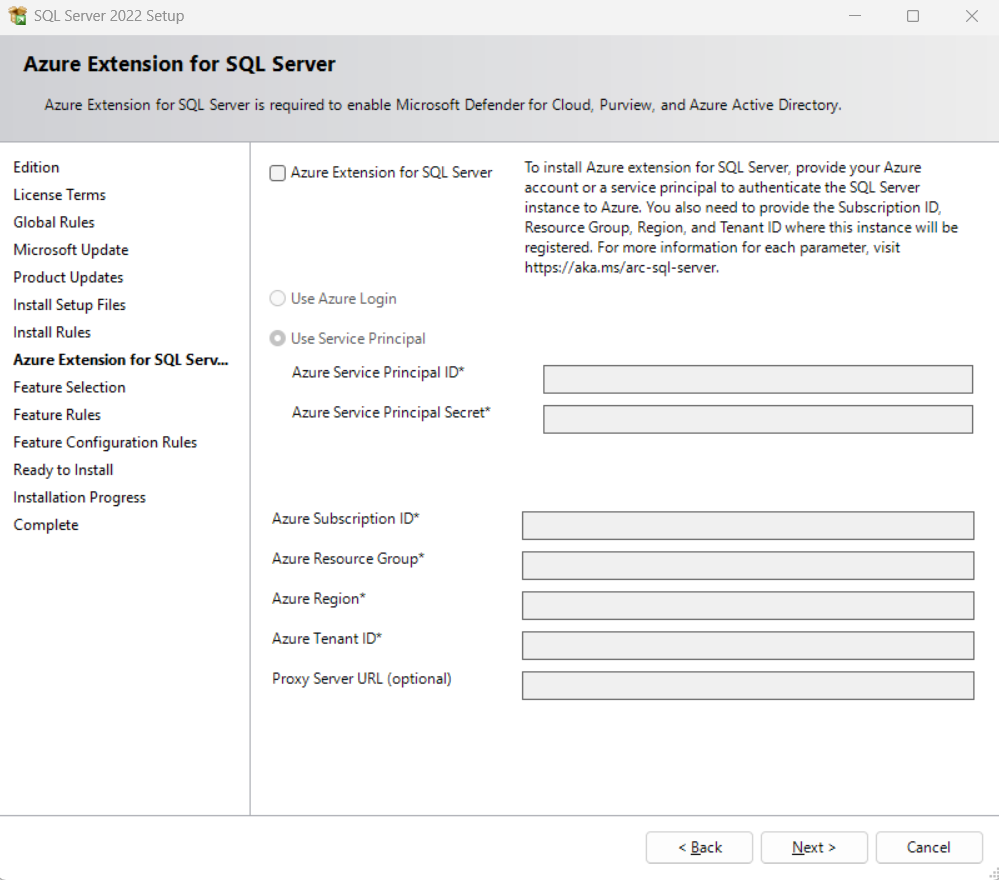 SQL Server 2022 Setup
Azure Extension for SQL Server
Azure Extension for SQL Server is required to enable Microsoft Defender for Cloud, Purview, and Azure Active Directory.
Edition
License Terms
Global Rules
Microsoft Update
Product Updates
Install Setup Files
Install Rules
Azure Extension for SQL Serv...
Feature Selection
Feature Rules
Feature Configuration Rules
Ready to Install
Installation Progress
Complete
Azure Extension for SQL Server
To install Azure extension for SQL Server, provide your Azure
account or a service principal to authenticate the SQL Server
instance to Azure. You also need to provide the Subscription ID,
Resource Group, Region, and Tenant ID where this instance will be
registered. For more information for each parameter, visit
https://aka.ms/arc-sql-server.
Use Azure Login
Use Service Principal
Azure Service Principal ID*
Azure Service Principal Secret*
Azure Subscription ID*
Azure Resource Group*
Azure Region*
Azure Tenant ID*
Proxy Server URL (optional)
< Back
Next >
Cancel